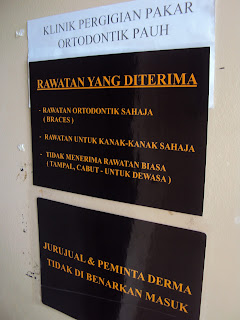 KLINIK PERGIGIAN PAKAR
ORTODONTIK PAUH
RAWATAN YANG DITERIMA
- RAWATAN ORTODONTIK SAHAJA
( BRACES )
- RAWATAN UNTUK KANAK-KANAK SAHAJA
- TIDAK MENERIMA RAWATAN BIASA
( TAMPAL, CABUT - UNTUK DEWASA )
JURUJUAL & PEMINTA DERMA
TIDAK DI BENARKAN MASUK